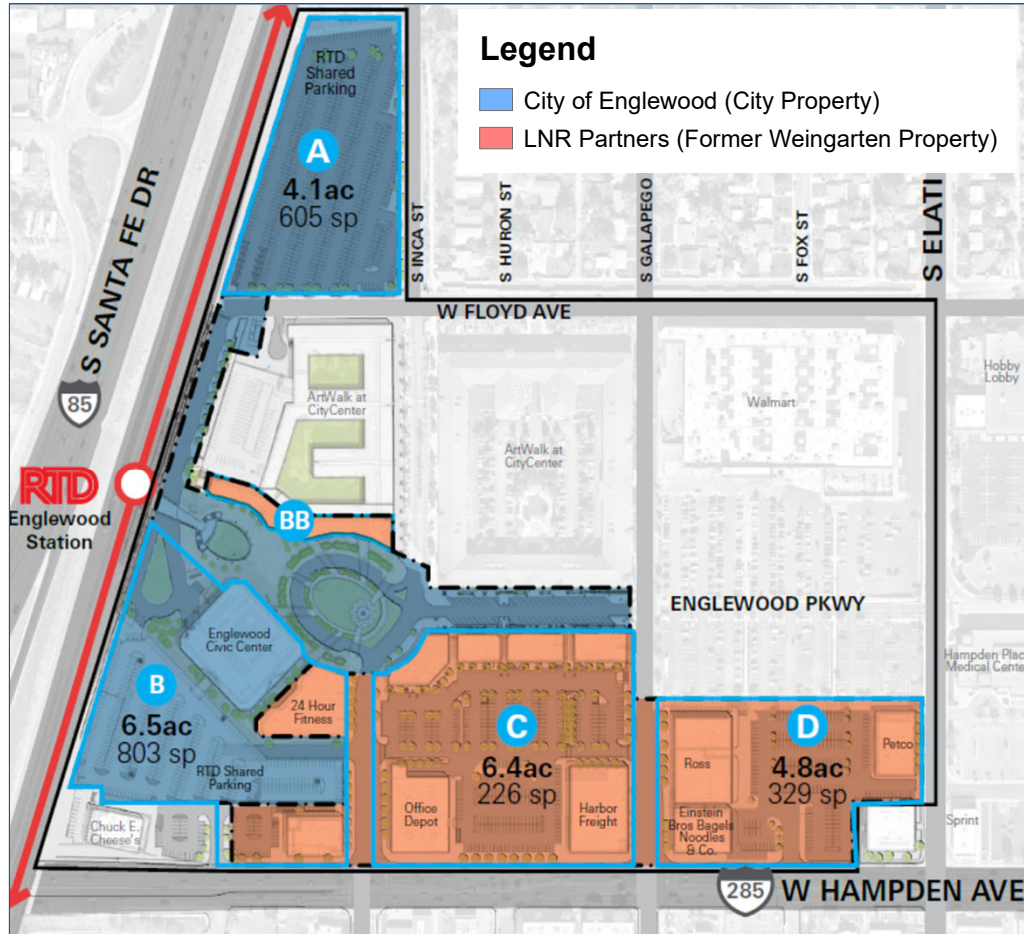 Legend
City of Englewood (City Property)
LNR Partners (Former Weingarten Property)
RTD
Shared
Parking
A
4.1ac
605 sp
S SANTA FE DR
85
S INCA ST
S HURON ST
S GALAPEGO
S FOX ST
S ELATI
W FLOYD AVE
ArtWalk at
CityCenter
ArtWalk at
CityCenter
Walmart
Hobby
Lobby
RTD
Englewood
Station
BB
ENGLEWOOD PKWY
Englewood
Civic Center
Hampden Plac
Medical Cente
B
6.5ac
803 sp
24 Hour
Fitness
RTD Shared
Parking
C
6.4ac
226 sp
Office
Depot
Harbor
Freight
D
4.8ac
329 sp
Ross
Petco
Einstein
Bros Bagels
Noodles
& Co.
Chuck E.
Cheese's
Sprint
285
W HAMPDEN AVE